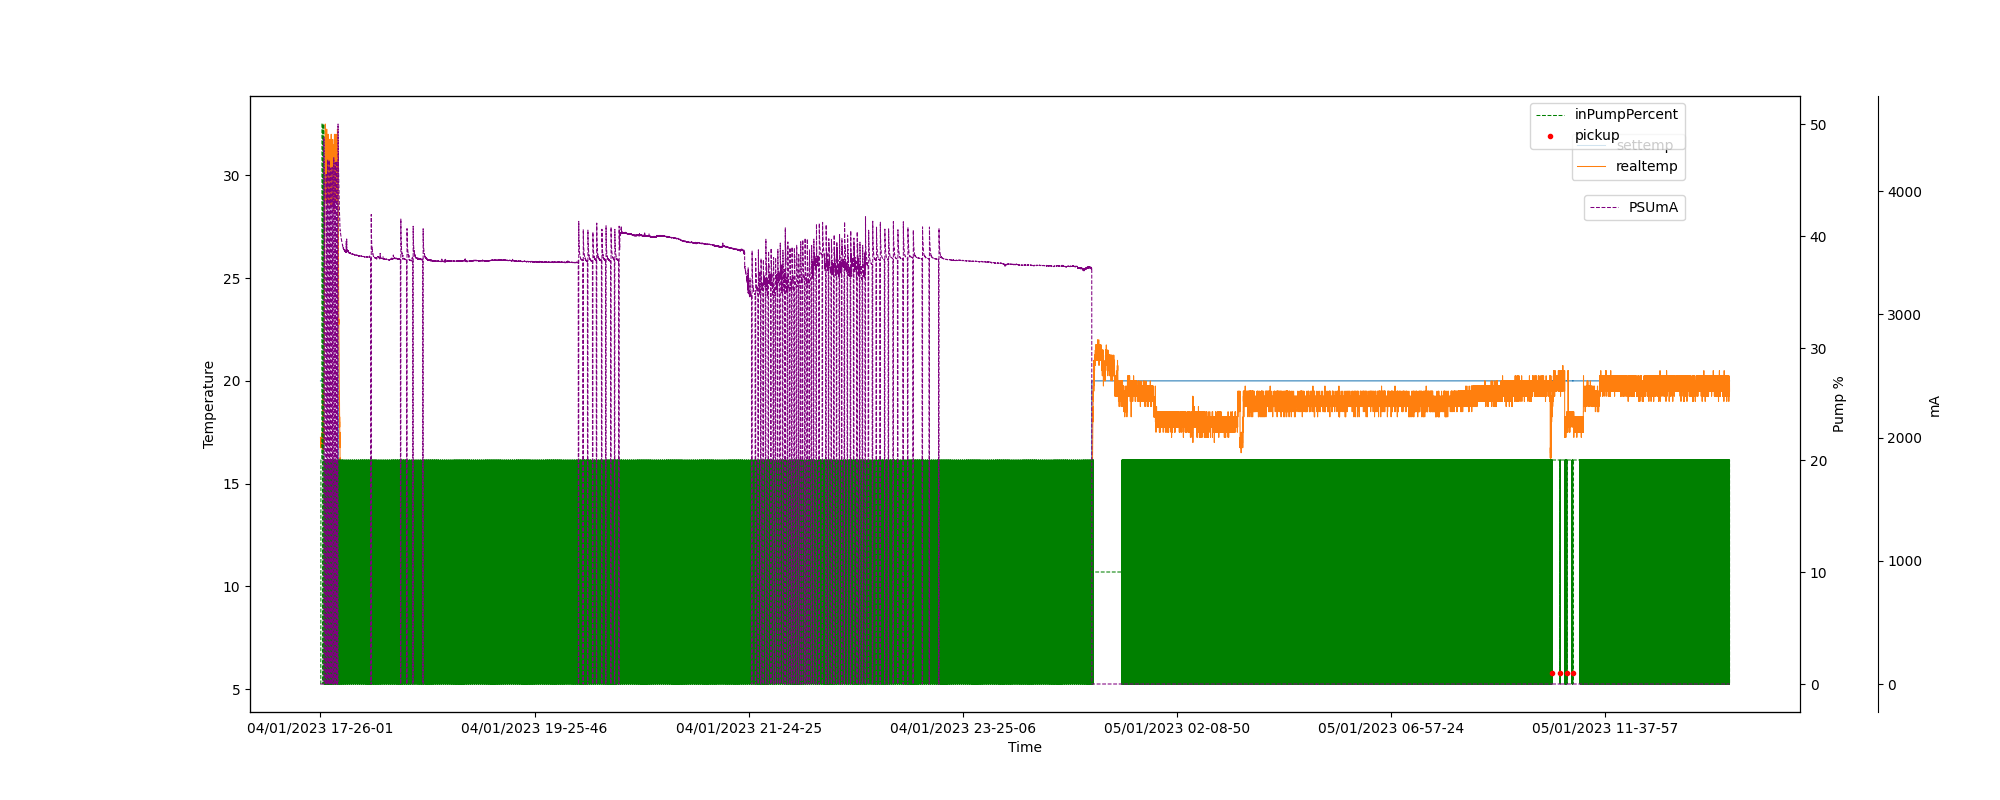 inPumpPercent
pickup
settemp
realtemp
PSUmA
30
25
20
15
10
5
Temperature
50
40
30
20
10
0
Pump %
4000
3000
2000
1000
0
mA
04/01/2023 17-26-01
04/01/2023 19-25-46
04/01/2023 21-24-25
04/01/2023 23-25-06
05/01/2023 02-08-50
05/01/2023 06-57-24
05/01/2023 11-37-57
Time